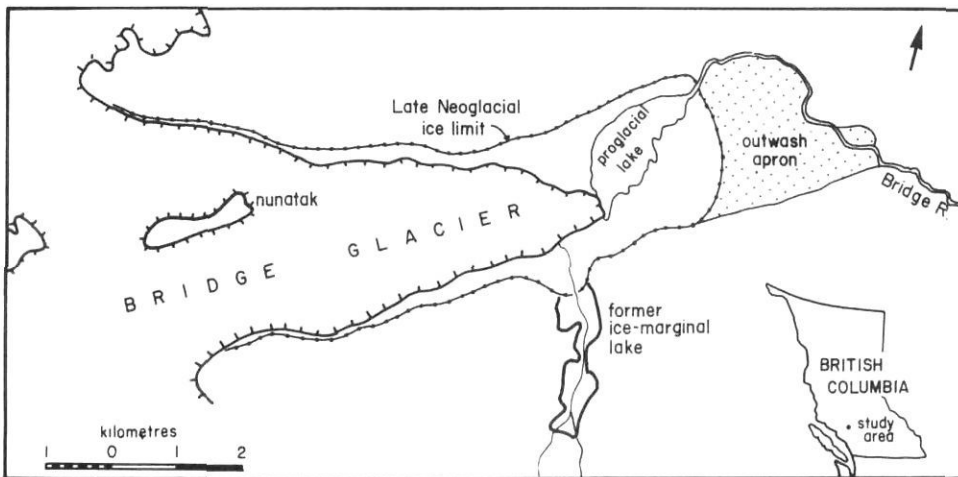 Late Neoglacial
ice limit
proglacial
lake
outwash
apron
Bridge R.
nunatak
BRIDGE GLACIER
former
ice-marginal
lake
BRITISH
COLUMBIA
study
area
kilometres
1 0 1 2